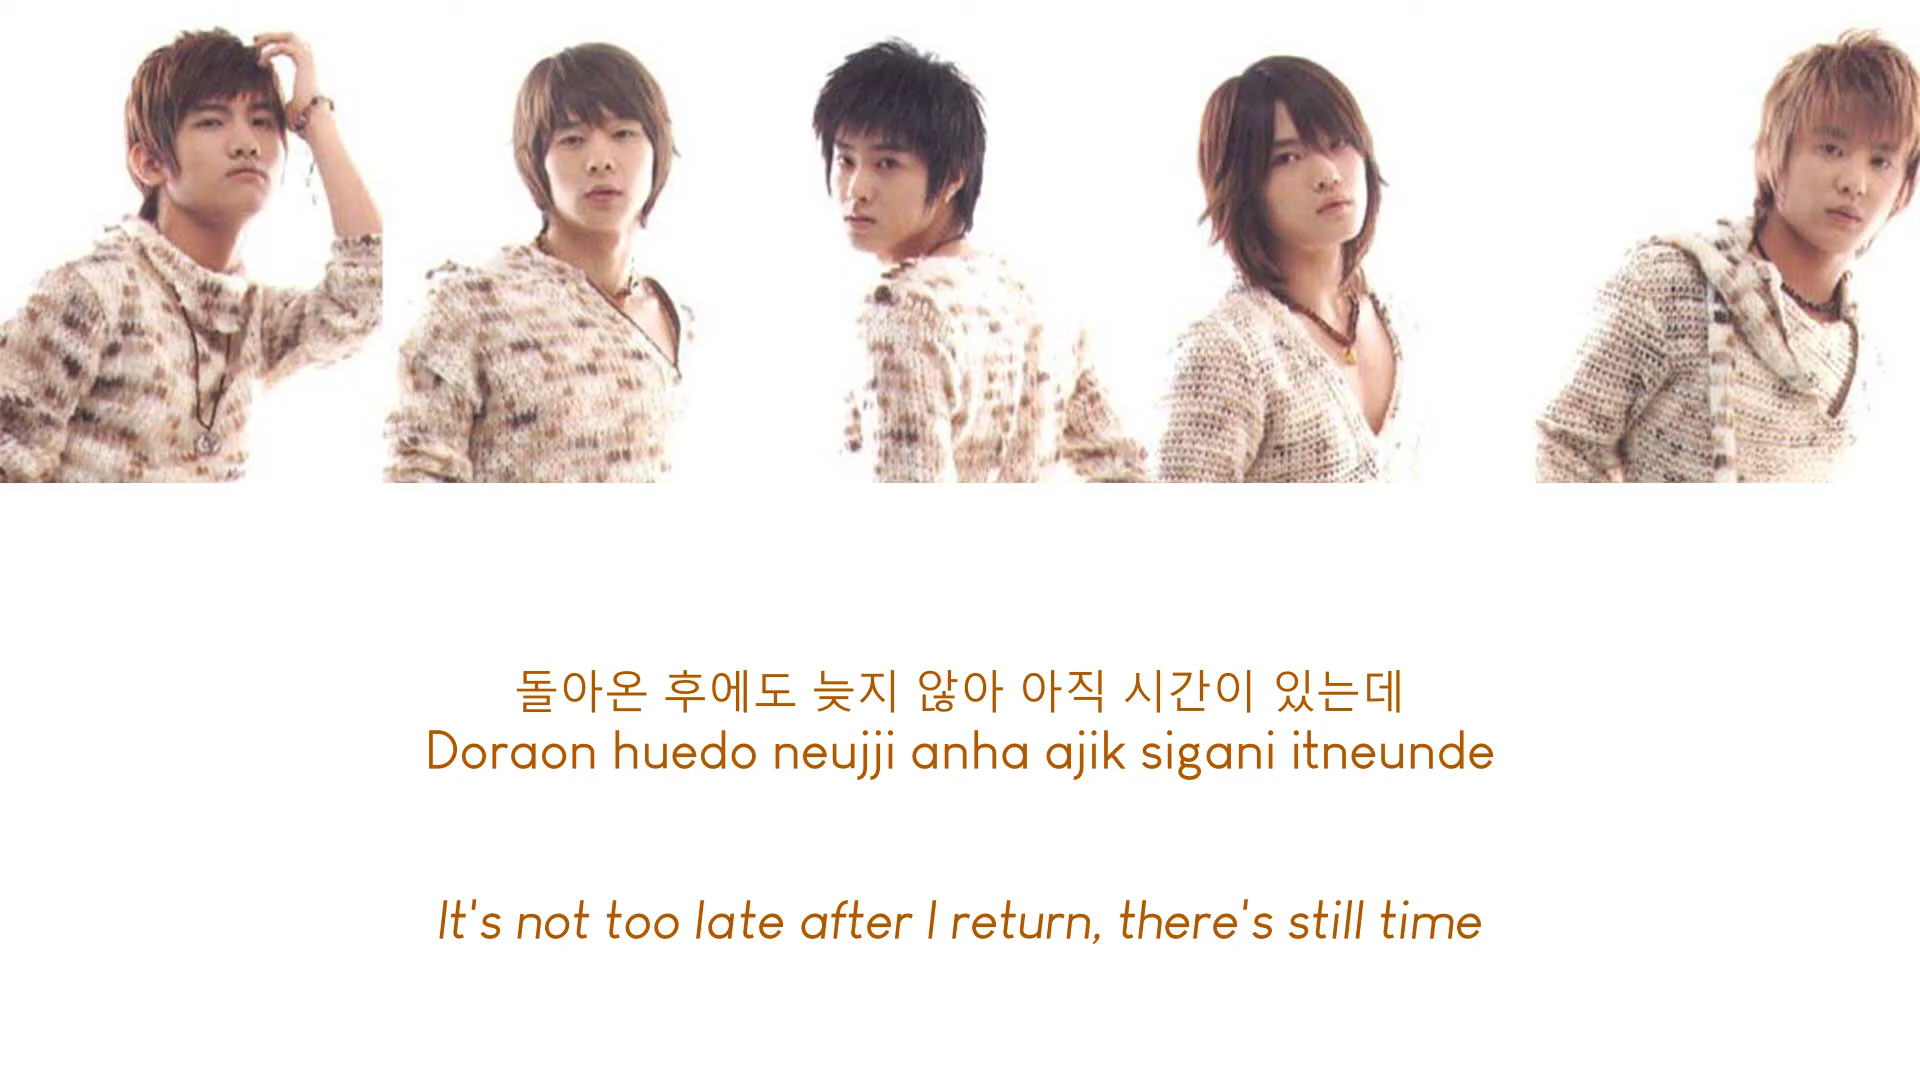 돌아온 후에도 늦지 않아 아직 시간이 있는데
Doraon huedo neujji anha ajik sigani itneunde
It's not too late after I return, there's still time